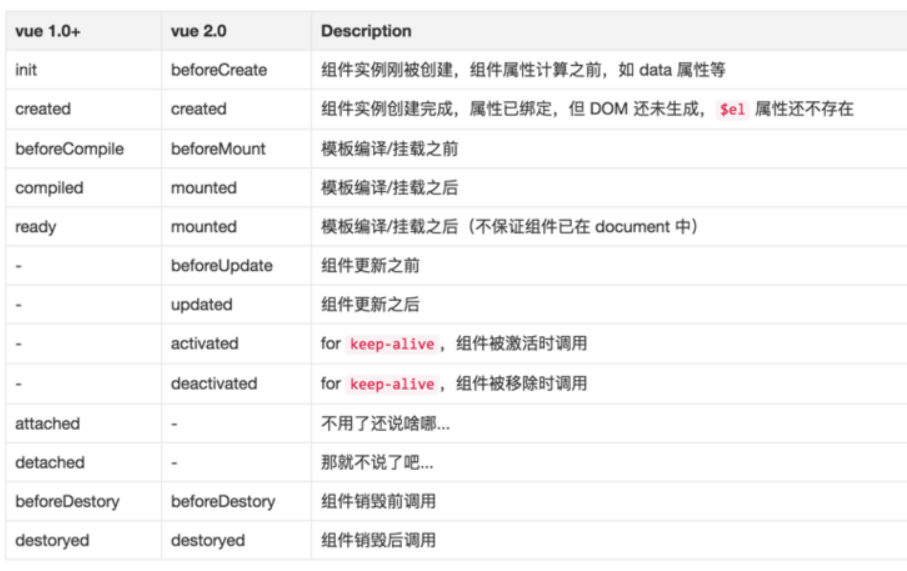 vue 1.0+ vue 2.0 Description
init beforeCreate 组件实例刚被创建，组件属性计算之前，如 data 属性等
created created 组件实例创建完成，属性已绑定，但 DOM 还未生成， $el 属性还不存在
beforeCompile beforeMount 模板编译/挂载之前
compiled mounted 模板编译/挂载之后
ready mounted 模板编译/挂载之后（不保证组件已在 document 中）
- beforeUpdate 组件更新之前
- updated 组件更新之后
- activated for keep-alive，组件被激活时调用
- deactivated for keep-alive，组件被移除时调用
attached - 不用了还说啥哪...
detached - 那就不说了吧...
beforeDestory beforeDestory 组件销毁前调用
destoryed destoryed 组件销毁后调用